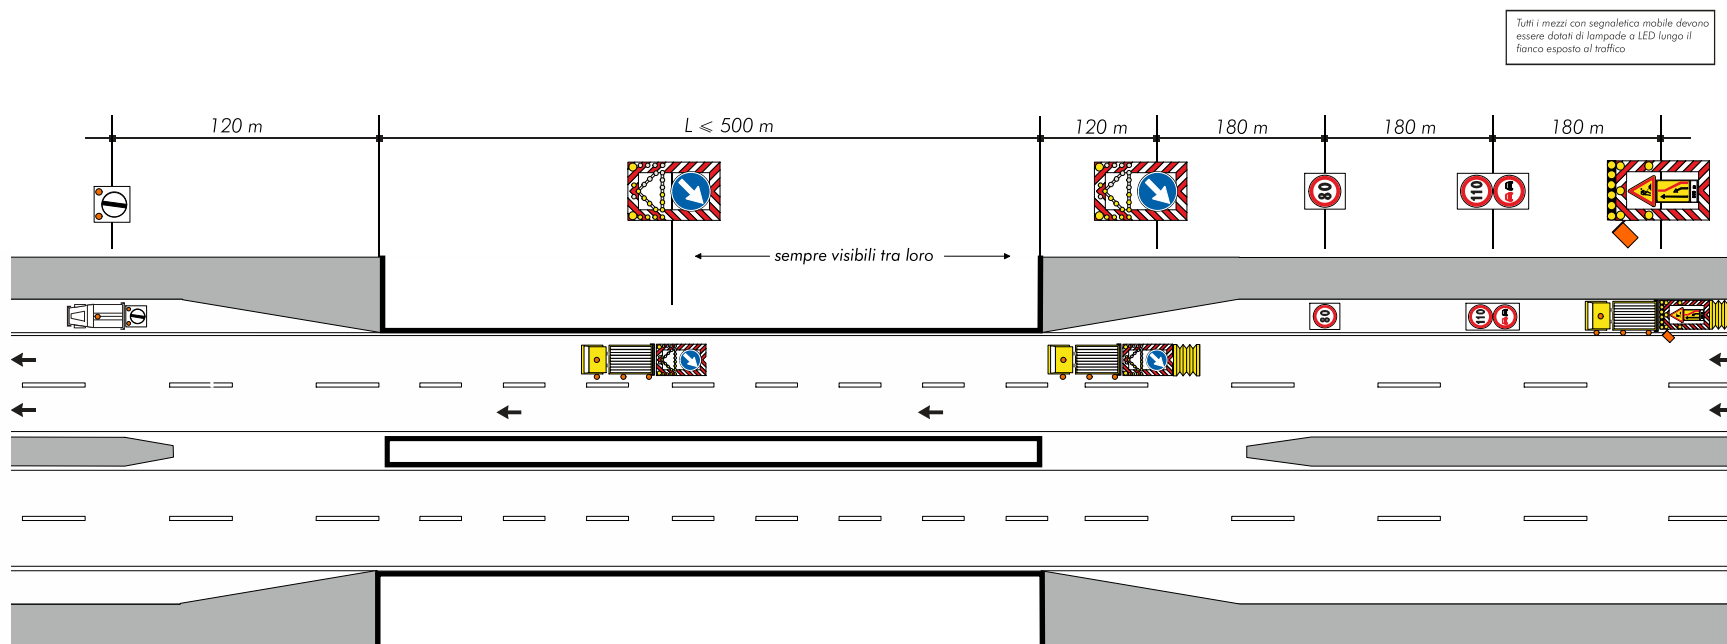 Tutti i mezzi con segnaletica mobile devono
essere dotati di lampade a LED lungo il
fianco esposto al traffico
120 m
L ⩽ 500 m
120 m
180 m
180 m
180 m
80
110
sempre visibili tra loro
80
110